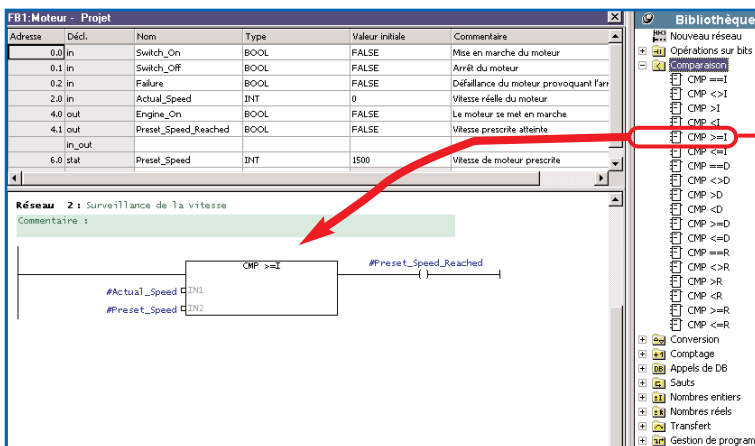 FB1:Moteur - Projet
Adresse Décl. Nom Type Valeur initiale Commentaire
0.0 in Switch_On BOOL FALSE Mise en marche du moteur
0.1 in Switch_Off BOOL FALSE Arrêt du moteur
0.2 in Failure BOOL FALSE Défaillance du moteur provoquant l'arr
2.0 in Actual_Speed INT 0 Vitesse réelle du moteur
4.0 out Engine_On BOOL FALSE Le moteur se met en marche
4.1 out Preset_Speed_Reached BOOL FALSE Vitesse prescrite atteinte
in_out
6.0 stat Preset_Speed INT 1500 Vitesse de moteur prescrite
Réseau 2 : Surveillance de la vitesse
Commentaire :
CMP >=I
#Preset_Speed_Reached
( )
#Actual_Speed IN1
#Preset_Speed IN2
Bibliothèque
Nouveau réseau
Opérations sur bits
Comparaison
CMP ==I
CMP <>I
CMP >I
CMP <I
CMP >=I
CMP <=I
CMP ==D
CMP <>D
CMP >D
CMP <D
CMP >=D
CMP <=D
CMP ==R
CMP <>R
CMP >R
CMP <R
CMP >=R
CMP <=R
Conversion
Comptage
DB Appels de DB
Sauts
Nombres entiers
Nombres réels
Transfert
Gestion de program